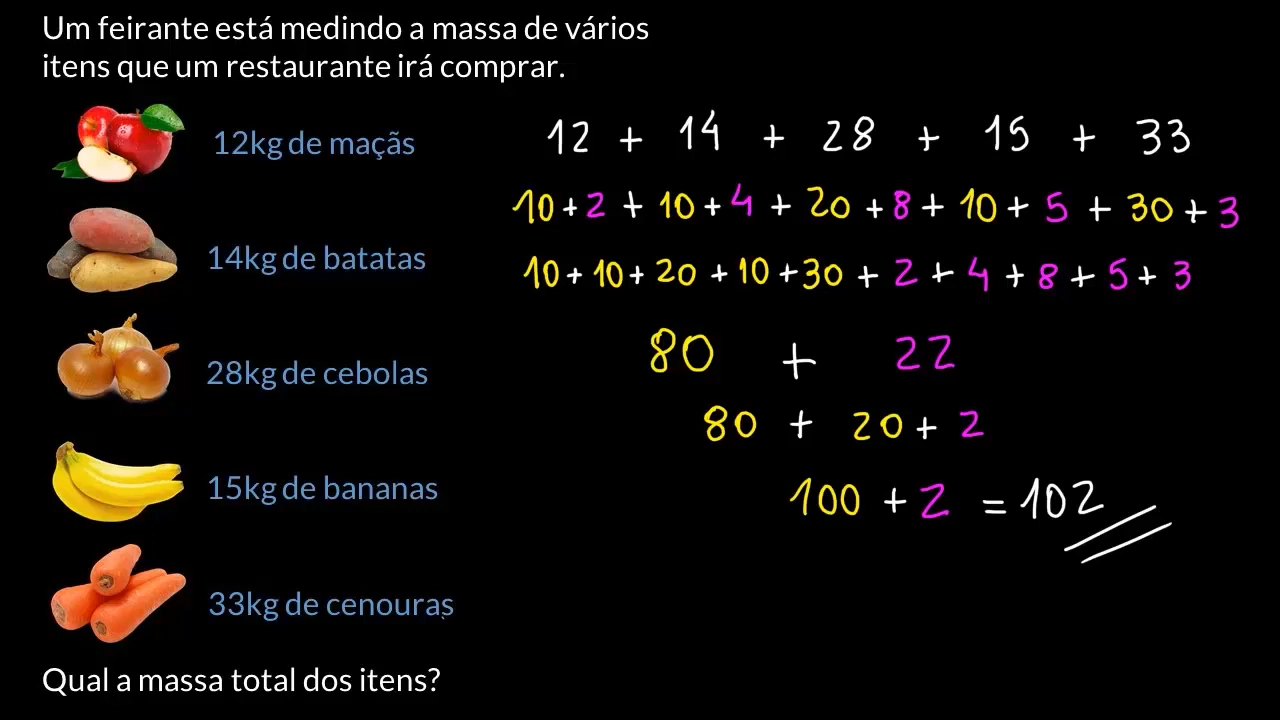 Um feirante está medindo a massa de vários
itens que um restaurante irá comprar.
12kg de maçãs
14kg de batatas
28kg de cebolas
15kg de bananas
33kg de cenouras
Qual a massa total dos itens?
12 + 14 + 28 + 15 + 33
10 + 2 + 10 + 4 + 20 + 8 + 10 + 5 + 30 + 3
10 + 10 + 20 + 10 + 30 + 2 + 4 + 8 + 5 + 3
80 + 22
80 + 20 + 2
100 + 2 = 102